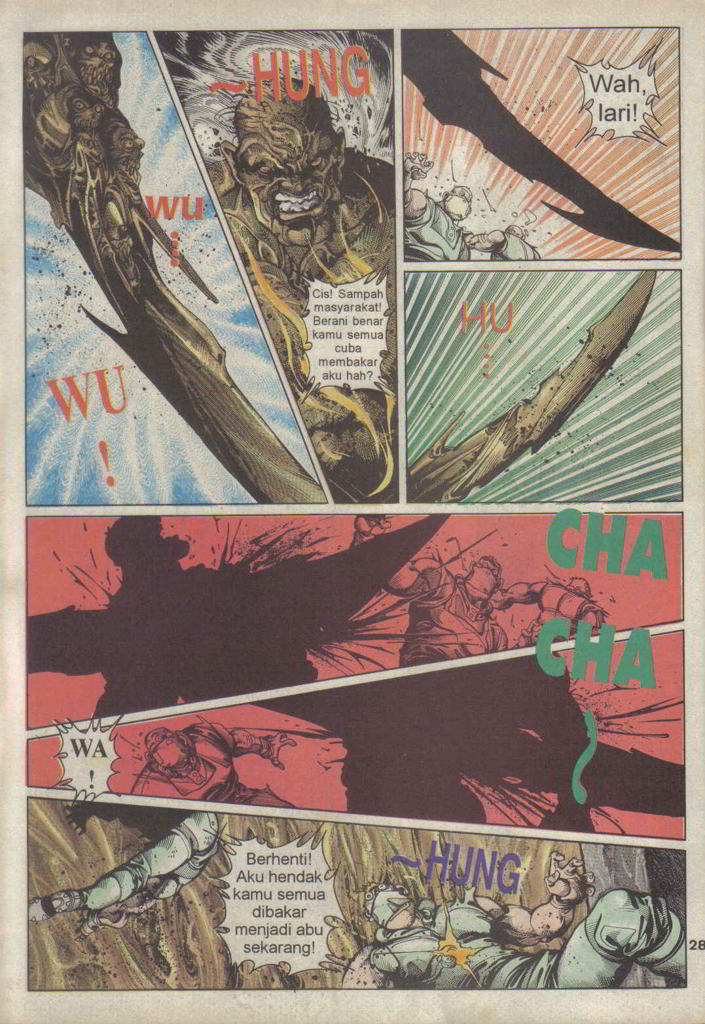 WU
WU
!
~HUNG
Cis! Sampah
masyarakat!
Berani benar
kamu semua
cuba
membakar
aku hah?
Wah,
lari!
HU
CHA
CHA
WA
!
Berhenti!
Aku hendak
kamu semua
dibakar
menjadi abu
sekarang!
~HUNG
28